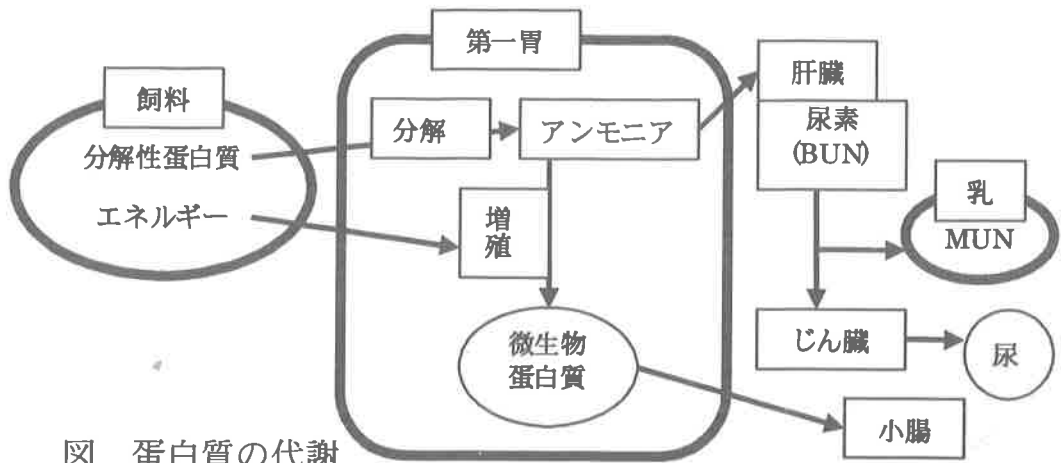 第一胃
飼料
分解性蛋白質
エネルギー
分解
アンモニア
増
殖
微生物
蛋白質
肝臓
尿素
(BUN)
乳
MUN
じん臓
尿
小腸
図 蛋白質の代謝